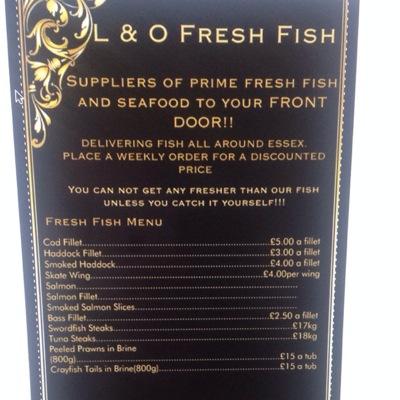 L & O FRESH FISH
SUPPLIERS OF PRIME FRESH FISH
AND SEAFOOD TO YOUR FRONT
DOOR!!
DELIVERING FISH ALL AROUND ESSEX.
PLACE A WEEKLY ORDER FOR A DISCOUNTED
PRICE
YOU CAN NOT GET ANY FRESHER THAN OUR FISH
UNLESS YOU CATCH IT YOURSELF!!!
FRESH FISH MENU
Cod Fillet............................................................£5.00 a fillet
Haddock Fillet.......................................................£3.00 a fillet
Smoked Haddock...................................................£4.00 a fillet
Skate Wing........................................................£4.00per wing
Salmon.................................................................
Salmon Fillet..........................................................
Smoked Salmon Slices................................................
Bass Fillet.............................................................£2.50 a fillet
Swordfish Steaks......................................................£17kg
Tuna Steaks............................................................£18kg
Peeled Prawns in Brine
(800g)..................................................................£15 a tub
Crayfish Tails in Brine(800g).........................................£15 a tub